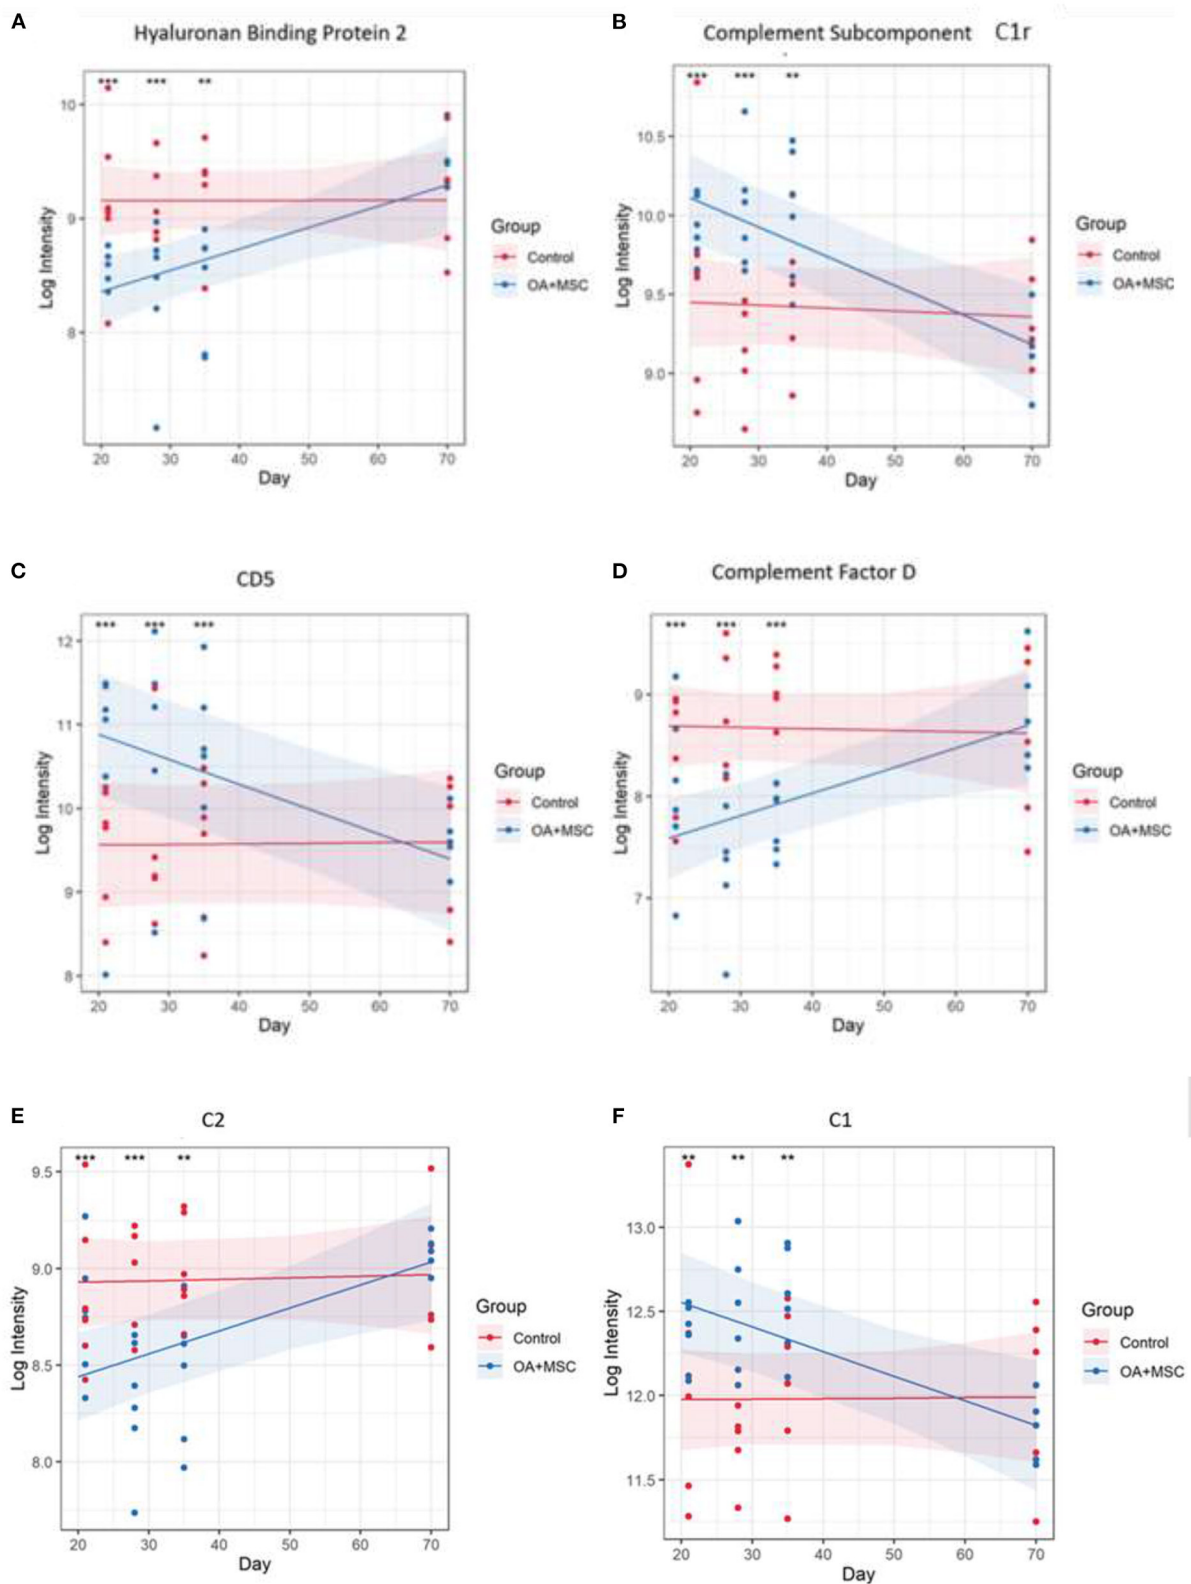 A
Hyaluronan Binding Protein 2
*** *** **
10
9
8
Log Intensity
20 30 40 50 60 70
Day
Group
Control
OA+MSC
B
Complement Subcomponent C1r
*** *** **
10.5
10.0
9.5
9.0
Log Intensity
20 30 40 50 60 70
Day
Group
Control
OA+MSC
C
CD5
*** *** ***
12
11
10
9
8
Log Intensity
20 30 40 50 60 70
Day
Group
Control
OA+MSC
D
Complement Factor D
*** *** ***
9
8
7
Log Intensity
20 30 40 50 60 70
Day
Group
Control
OA+MSC
E
C2
*** *** **
9.5
9.0
8.5
8.0
Log Intensity
20 30 40 50 60 70
Day
Group
Control
OA+MSC
F
C1
** ** **
13.0
12.5
12.0
11.5
Log Intensity
20 30 40 50 60 70
Day
Group
Control
OA+MSC